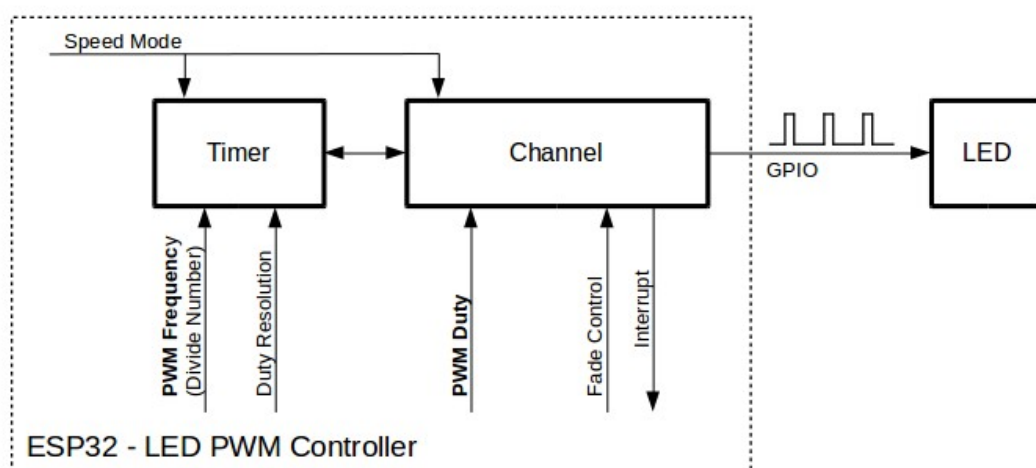 Speed Mode
Timer
Channel
GPIO
LED
PWM Frequency
(Divide Number)
Duty Resolution
PWM Duty
Fade Control
Interrupt
ESP32 - LED PWM Controller